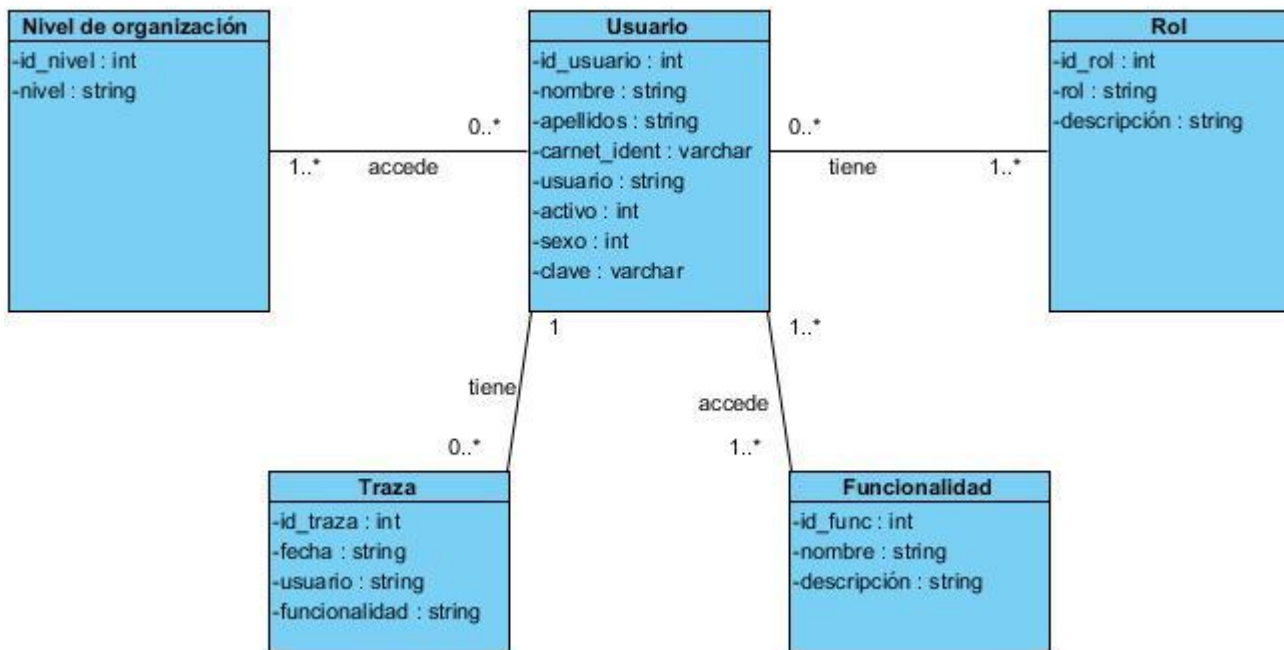 Nivel de organización
-id_nivel : int
-nivel : string
Usuario
-id_usuario : int
-nombre : string
-apellidos : string
-carnet_ident : varchar
-usuario : string
-activo : int
-sexo : int
-clave : varchar
Rol
-id_rol : int
-rol : string
-descripción : string
0..*
1..*
accede
0..*
tiene
1..*
1
tiene
0..*
1..*
accede
1..*
Traza
-id_traza : int
-fecha : string
-usuario : string
-funcionalidad : string
Funcionalidad
-id_func : int
-nombre : string
-descripción : string